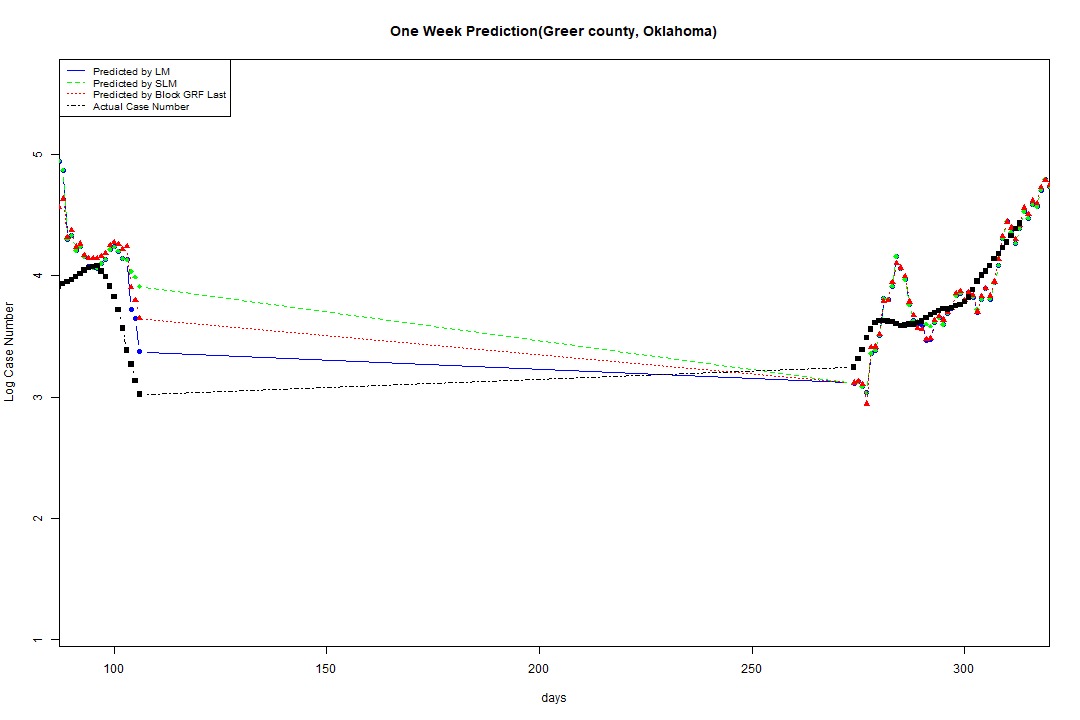 One Week Prediction(Greer county, Oklahoma)
Predicted by LM
Predicted by SLM
Predicted by Block GRF Last
Actual Case Number
5
4
3
2
1
Log Case Number
100
150
200
250
300
days